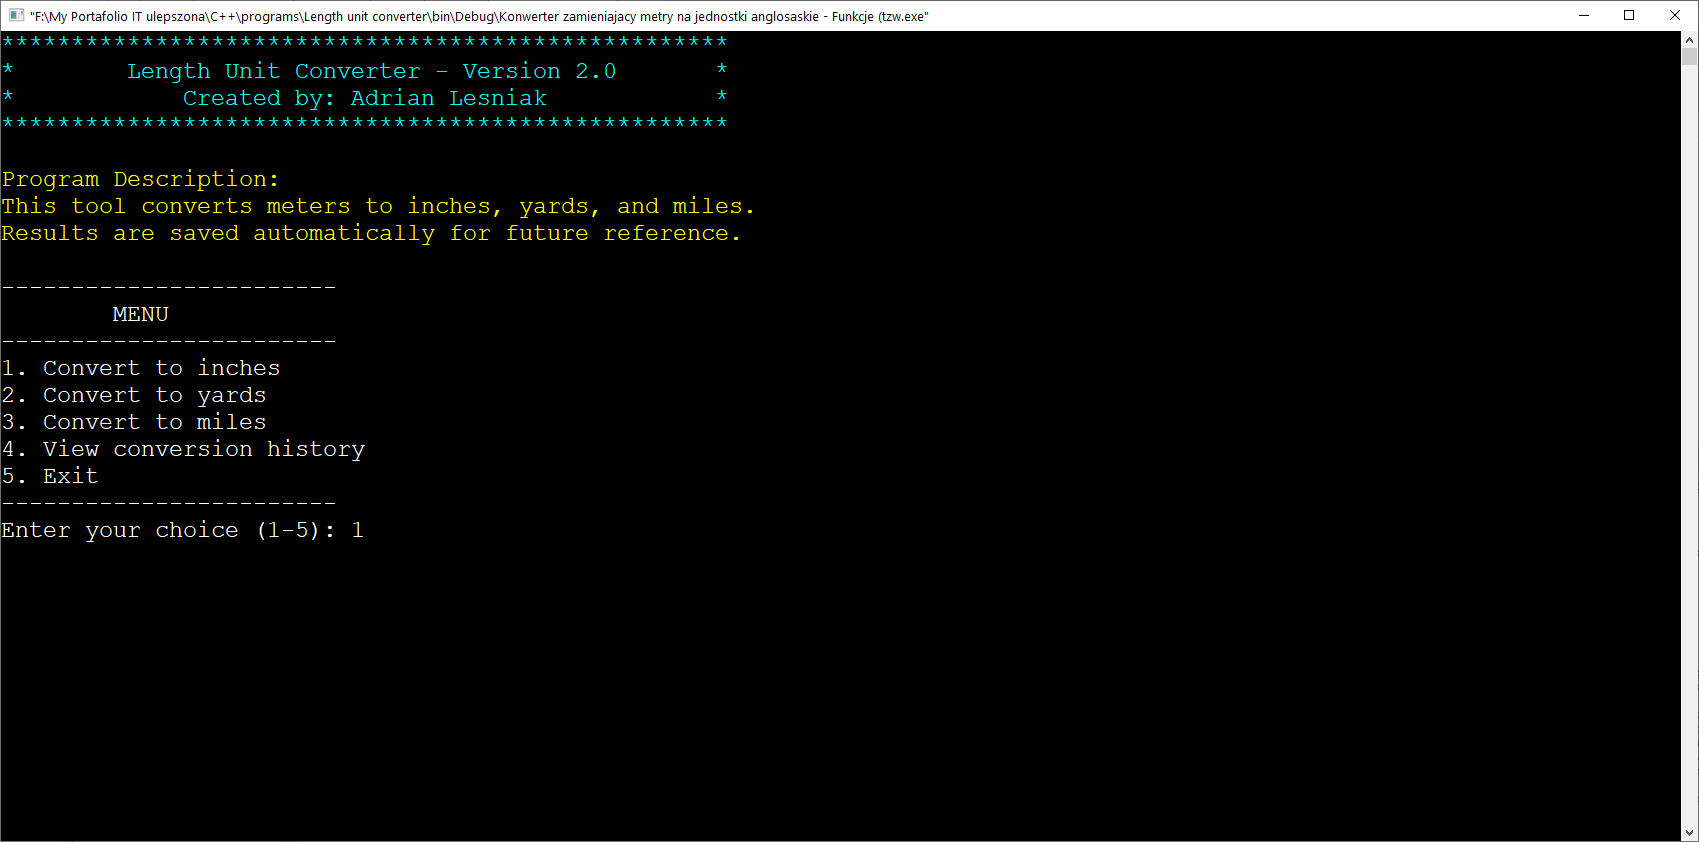 "F:\My Portafolio IT ulepszona\C++\programs\Length unit converter\bin\Debug\Konwerter zamieniajacy metry na jednostki anglosaskie - Funkcje (tzw.exe"
****************************************************
*        Length Unit Converter - Version 2.0       *
*            Created by: Adrian Lesniak            *
****************************************************
Program Description:
This tool converts meters to inches, yards, and miles.
Results are saved automatically for future reference.
------------------------
        MENU
------------------------
1. Convert to inches
2. Convert to yards
3. Convert to miles
4. View conversion history
5. Exit
------------------------
Enter your choice (1-5): 1